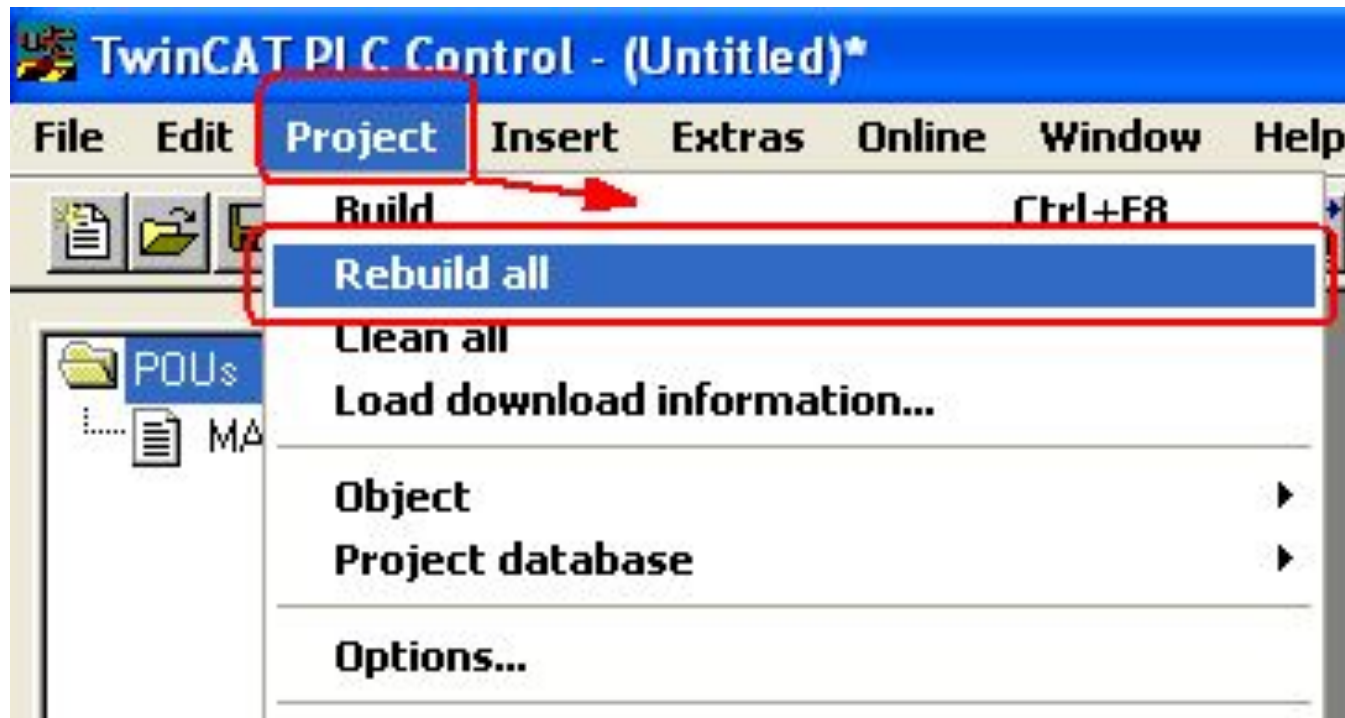 TwinCAT PLC Control - (Untitled)*
File Edit Project Insert Extras Online Window Help
Build Ctrl+F8
Rebuild all
Clean all
POUs
Load download information...
MA
Object
Project database
Options...